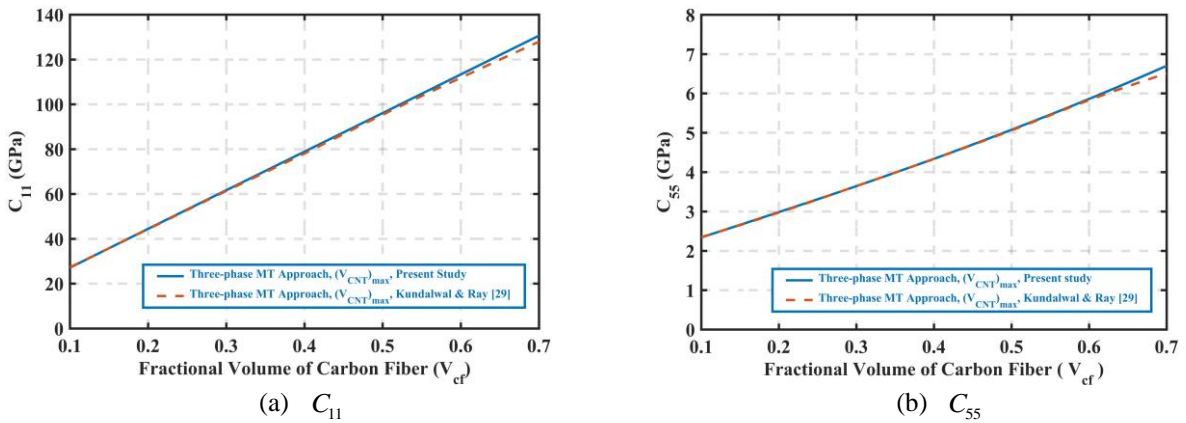 140
120
100
80
60
40
20
0
C11 (GPa)
Three-phase MT Approach, (VCNT)max, Present Study
Three-phase MT Approach, (VCNT)max, Kundalwal & Ray [29]
0.1 0.2 0.3 0.4 0.5 0.6 0.7
Fractional Volume of Carbon Fiber (Vcf)
(a) C11
8
7
6
5
4
3
2
1
0
C55 (GPa)
Three-phase MT Approach, (VCNT)max, Present study
Three-phase MT Approach, (VCNT)max, Kundalwal & Ray [29]
0.1 0.2 0.3 0.4 0.5 0.6 0.7
Fractional Volume of Carbon Fiber ( Vcf )
(b) C55